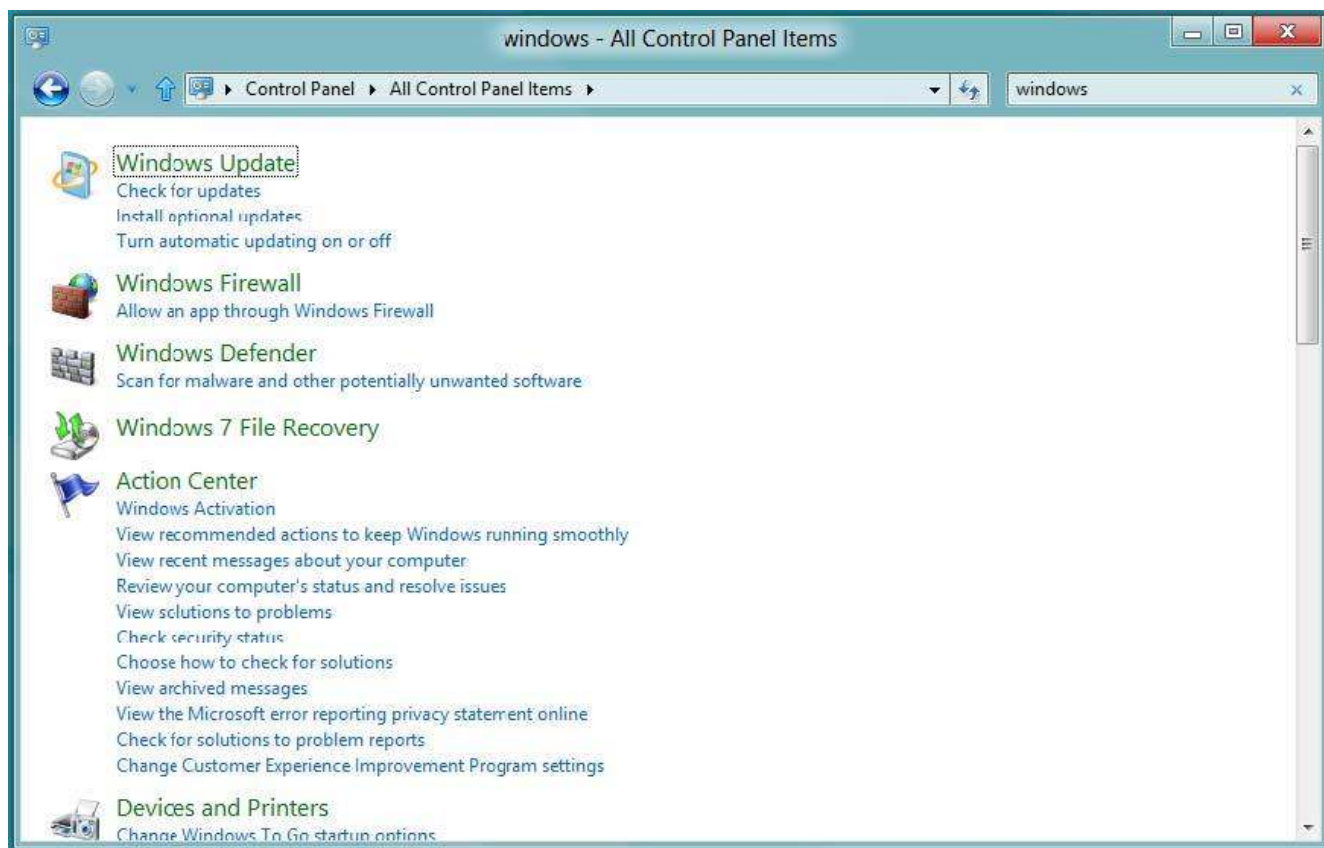 windows - All Control Panel Items
Control Panel All Control Panel Items windows
Windows Update
Check for updates
Install optional updates
Turn automatic updating on or off
Windows Firewall
Allow an app through Windows Firewall
Windows Defender
Scan for malware and other potentially unwanted software
Windows 7 File Recovery
Action Center
Windows Activation
View recommended actions to keep Windows running smoothly
View recent messages about your computer
Review your computer's status and resolve issues
View solutions to problems
Check security status
Choose how to check for solutions
View archived messages
View the Microsoft error reporting privacy statement online
Check for solutions to problem reports
Change Customer Experience Improvement Program settings
Devices and Printers
Change Windows To Go startup options